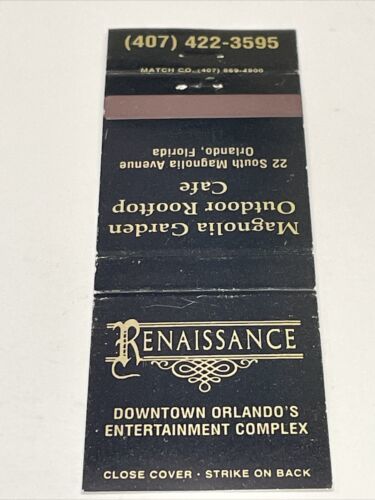 (407) 422-3595
MATCH CO. (407) 869-4900
Magnolia Garden
Outdoor Rooftop
Cafe
22 South Magnolia Avenue
Orlando, Florida
RENAISSANCE
DOWNTOWN ORLANDO'S
ENTERTAINMENT COMPLEX
CLOSE COVER · STRIKE ON BACK